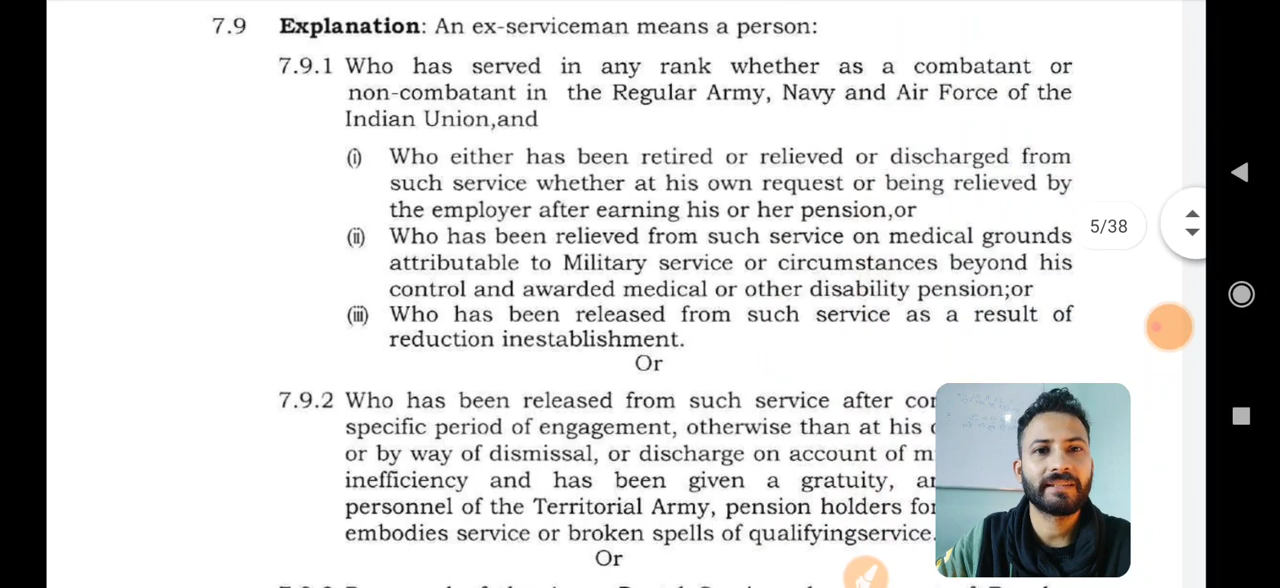 7.9 Explanation: An ex-serviceman means a person:
7.9.1 Who has served in any rank whether as a combatant or
non-combatant in the Regular Army, Navy and Air Force of the
Indian Union,and
(i) Who either has been retired or relieved or discharged from
such service whether at his own request or being relieved by
the employer after earning his or her pension,or
5/38
(ii) Who has been relieved from such service on medical grounds
attributable to Military service or circumstances beyond his
control and awarded medical or other disability pension;or
(iii) Who has been released from such service as a result of
reduction inestablishment.
Or
7.9.2 Who has been released from such service after
specific period of engagement, otherwise than at his
or by way of dismissal, or discharge on account of
inefficiency and has been given a gratuity,
personnel of the Territorial Army, pension holders
embodies service or broken spells of qualifyingservice.
Or